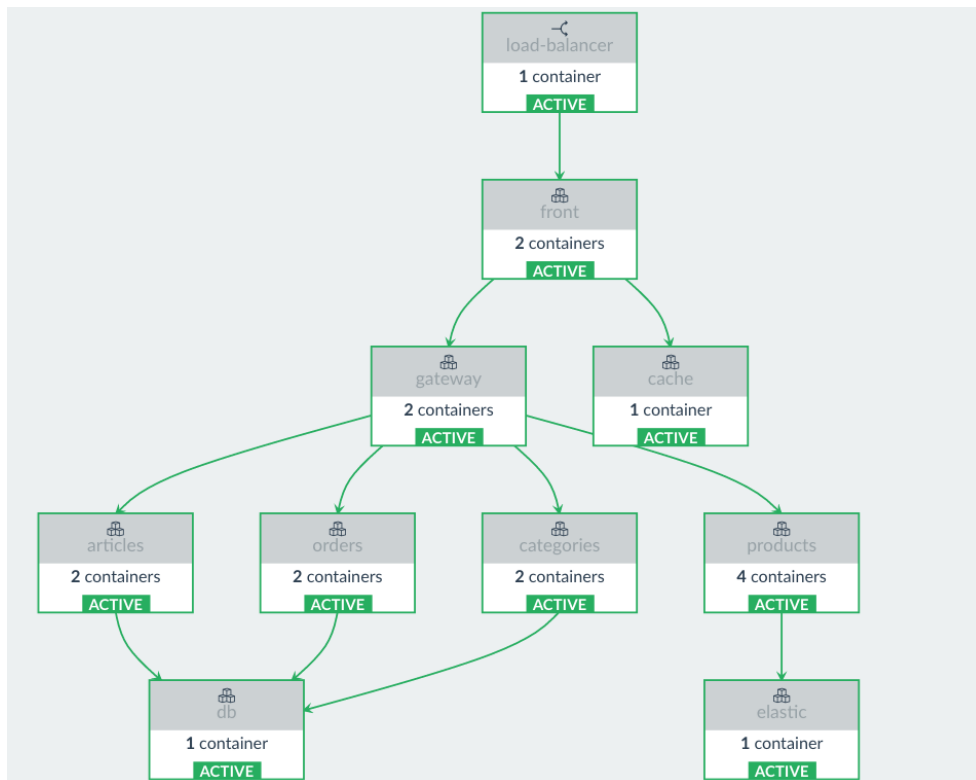 load-balancer
1 container
ACTIVE
front
2 containers
ACTIVE
gateway
2 containers
ACTIVE
cache
1 container
ACTIVE
articles
2 containers
ACTIVE
orders
2 containers
ACTIVE
categories
2 containers
ACTIVE
products
4 containers
ACTIVE
db
1 container
ACTIVE
elastic
1 container
ACTIVE